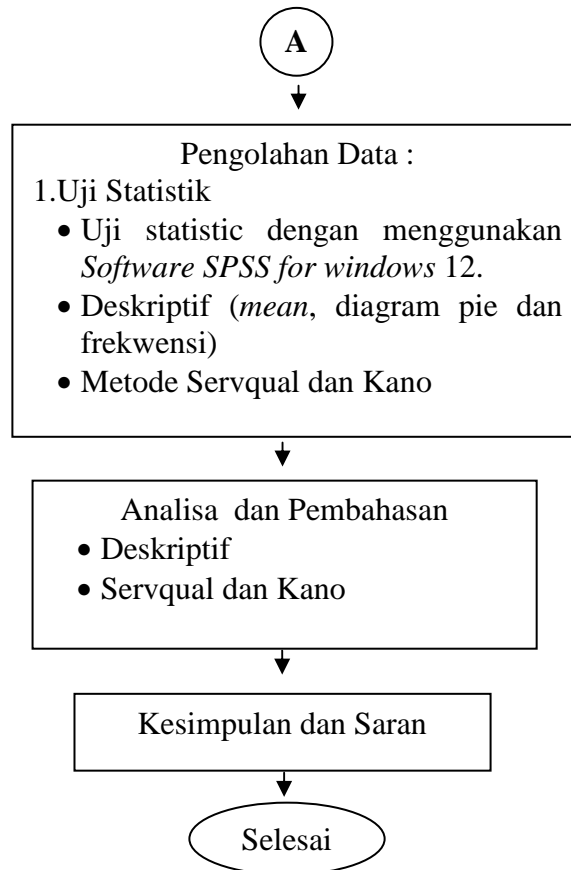 A
Pengolahan Data :
1.Uji Statistik
• Uji statistic dengan menggunakan
Software SPSS for windows 12.
• Deskriptif (mean, diagram pie dan
frekwensi)
• Metode Servqual dan Kano
Analisa dan Pembahasan
• Deskriptif
• Servqual dan Kano
Kesimpulan dan Saran
Selesai